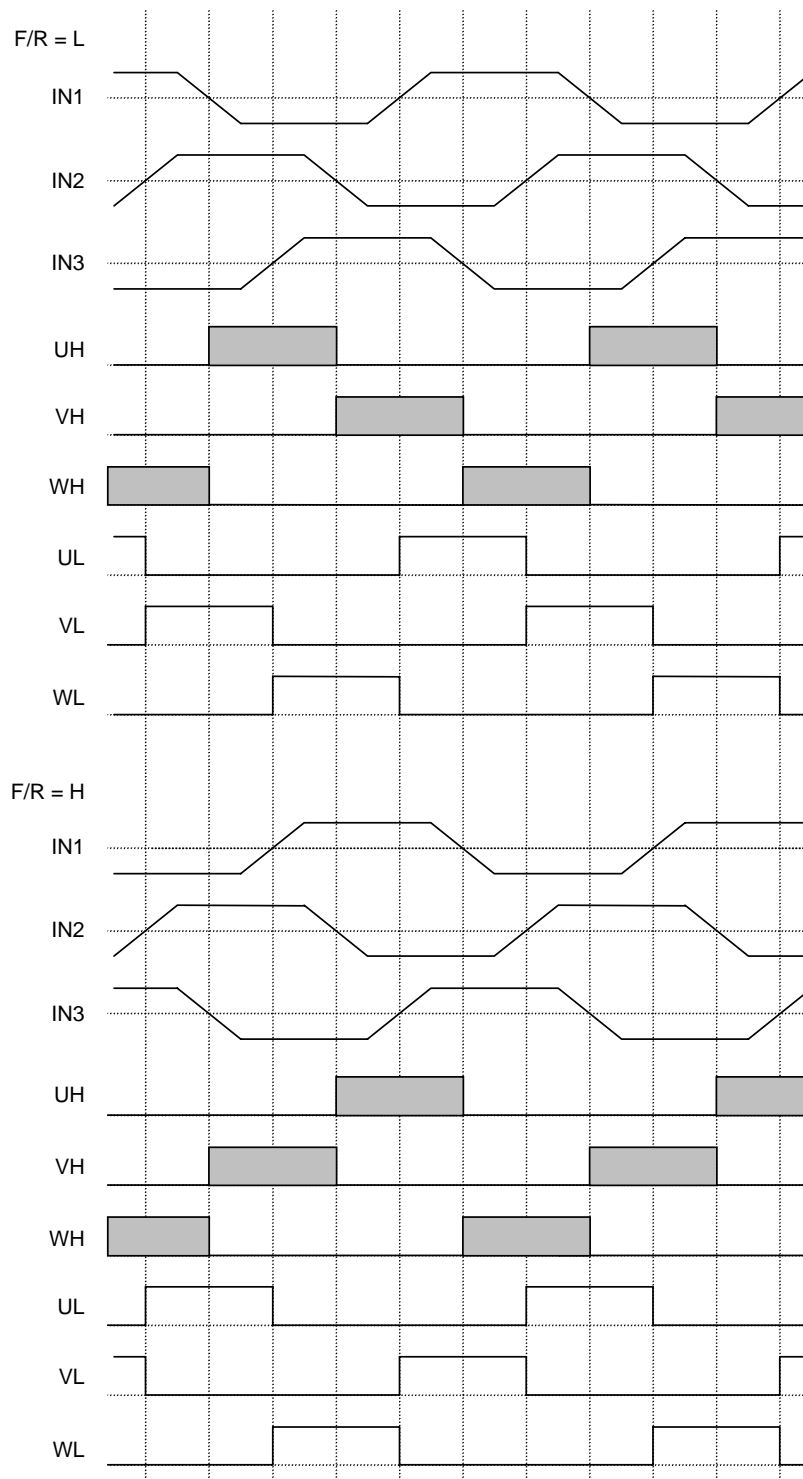 F/R = L
IN1
IN2
IN3
UH
VH
WH
UL
VL
WL
F/R = H
IN1
IN2
IN3
UH
VH
WH
UL
VL
WL